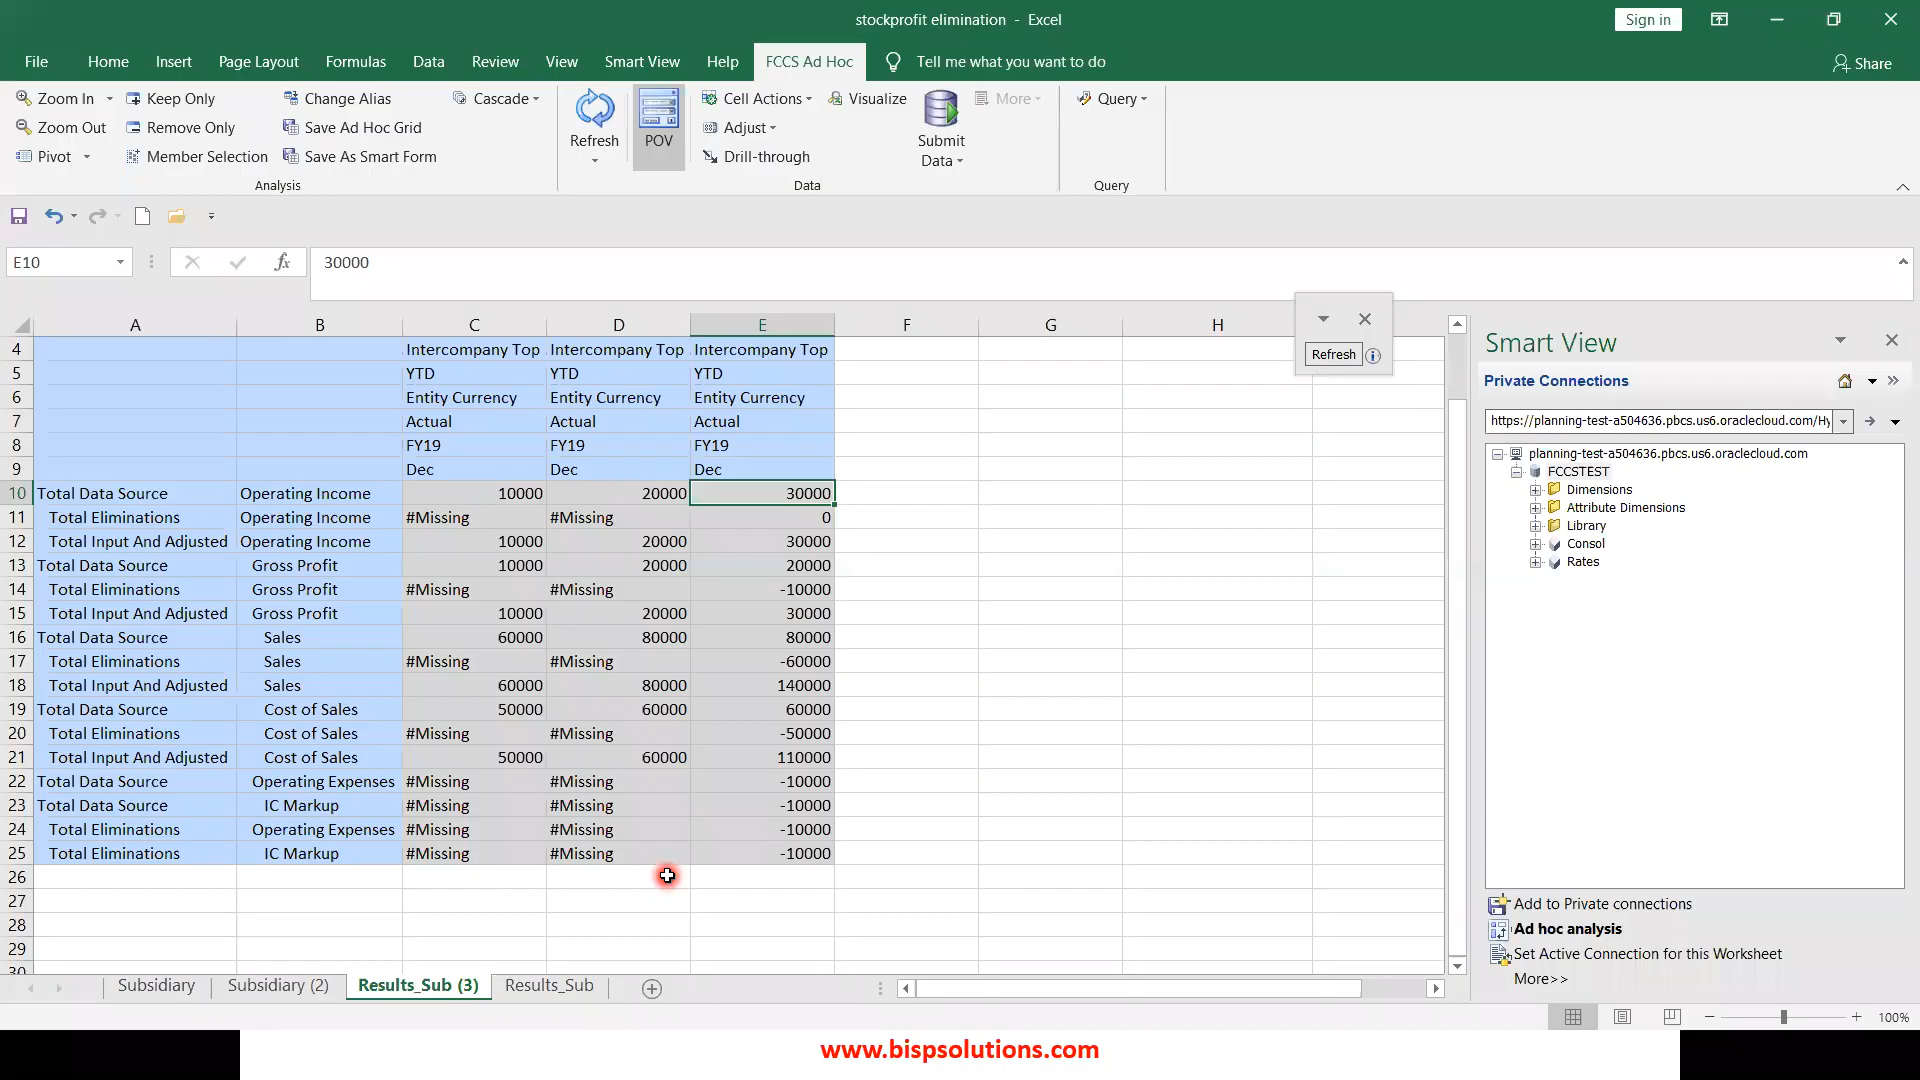 stockprofit elimination - Excel
Sign in
File Home Insert Page Layout Formulas Data Review View Smart View Help FCCS Ad Hoc Tell me what you want to do Share
Zoom In Keep Only Change Alias Cascade Cell Actions Visualize More Query
Zoom Out Remove Only Save Ad Hoc Grid Refresh POV Adjust Submit Data
Pivot Member Selection Save As Smart Form Drill-through
Analysis Data Query
E10 fx 30000
A B C D E F G H
Refresh
4 Intercompany Top Intercompany Top Intercompany Top
5 YTD YTD YTD
6 Entity Currency Entity Currency Entity Currency
7 Actual Actual Actual
8 FY19 FY19 FY19
9 Dec Dec Dec
10 Total Data Source Operating Income 10000 20000 30000
11 Total Eliminations Operating Income #Missing #Missing 0
12 Total Input And Adjusted Operating Income 10000 20000 30000
13 Total Data Source Gross Profit 10000 20000 20000
14 Total Eliminations Gross Profit #Missing #Missing -10000
15 Total Input And Adjusted Gross Profit 10000 20000 30000
16 Total Data Source Sales 60000 80000 80000
17 Total Eliminations Sales #Missing #Missing -60000
18 Total Input And Adjusted Sales 60000 80000 140000
19 Total Data Source Cost of Sales 50000 60000 60000
20 Total Eliminations Cost of Sales #Missing #Missing -50000
21 Total Input And Adjusted Cost of Sales 50000 60000 110000
22 Total Data Source Operating Expenses #Missing #Missing -10000
23 Total Data Source IC Markup #Missing #Missing -10000
24 Total Eliminations Operating Expenses #Missing #Missing -10000
25 Total Eliminations IC Markup #Missing #Missing -10000
26
27
28
29
30
Smart View
Private Connections
https://planning-test-a504636.pbcs.us6.oraclecloud.com/Hy
planning-test-a504636.pbcs.us6.oraclecloud.com
FCCSTEST
Dimensions
Attribute Dimensions
Library
Consol
Rates
Add to Private connections
Ad hoc analysis
Set Active Connection for this Worksheet
More>>
Subsidiary Subsidiary (2) Results_Sub (3) Results_Sub
100%
www.bispsolutions.com